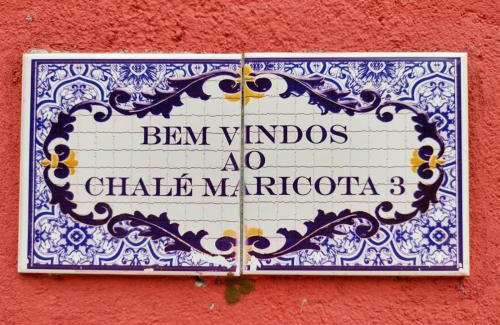 BEM VINDOS
AO
CHALÉ MARICOTA 3